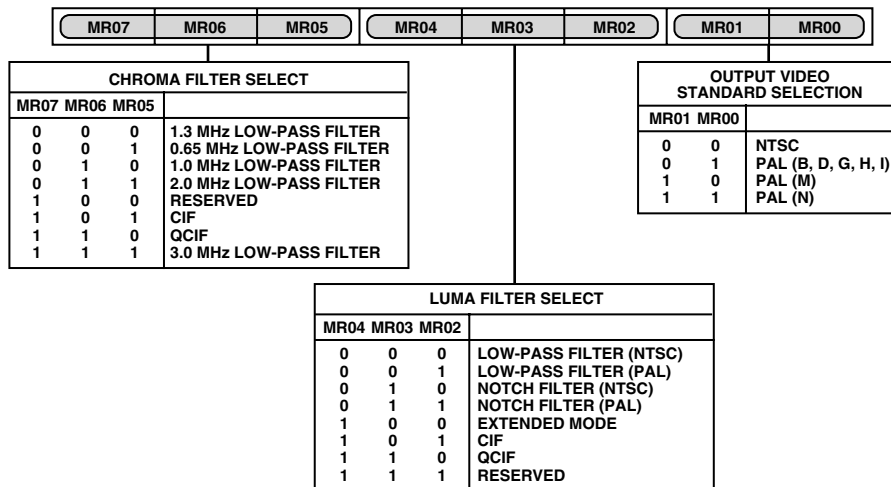 MR07 MR06 MR05 MR04 MR03 MR02 MR01 MR00
CHROMA FILTER SELECT
MR07 MR06 MR05
0 0 0 1.3 MHz LOW-PASS FILTER
0 0 1 0.65 MHz LOW-PASS FILTER
0 1 0 1.0 MHz LOW-PASS FILTER
0 1 1 2.0 MHz LOW-PASS FILTER
1 0 0 RESERVED
1 0 1 CIF
1 1 0 QCIF
1 1 1 3.0 MHz LOW-PASS FILTER
OUTPUT VIDEO
STANDARD SELECTION
MR01 MR00
0 0 NTSC
0 1 PAL (B, D, G, H, I)
1 0 PAL (M)
1 1 PAL (N)
LUMA FILTER SELECT
MR04 MR03 MR02
0 0 0 LOW-PASS FILTER (NTSC)
0 0 1 LOW-PASS FILTER (PAL)
0 1 0 NOTCH FILTER (NTSC)
0 1 1 NOTCH FILTER (PAL)
1 0 0 EXTENDED MODE
1 0 1 CIF
1 1 0 QCIF
1 1 1 RESERVED